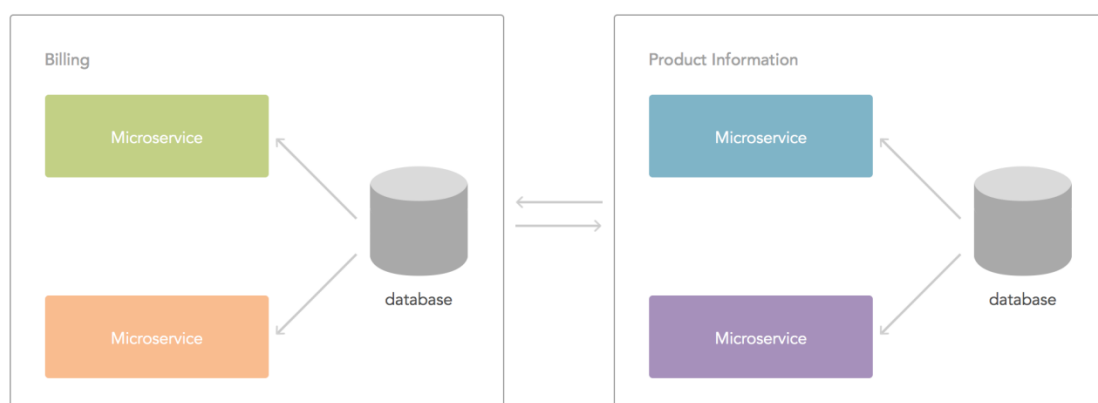 Billing
Product Information
Microservice
Microservice
database
database
Microservice
Microservice